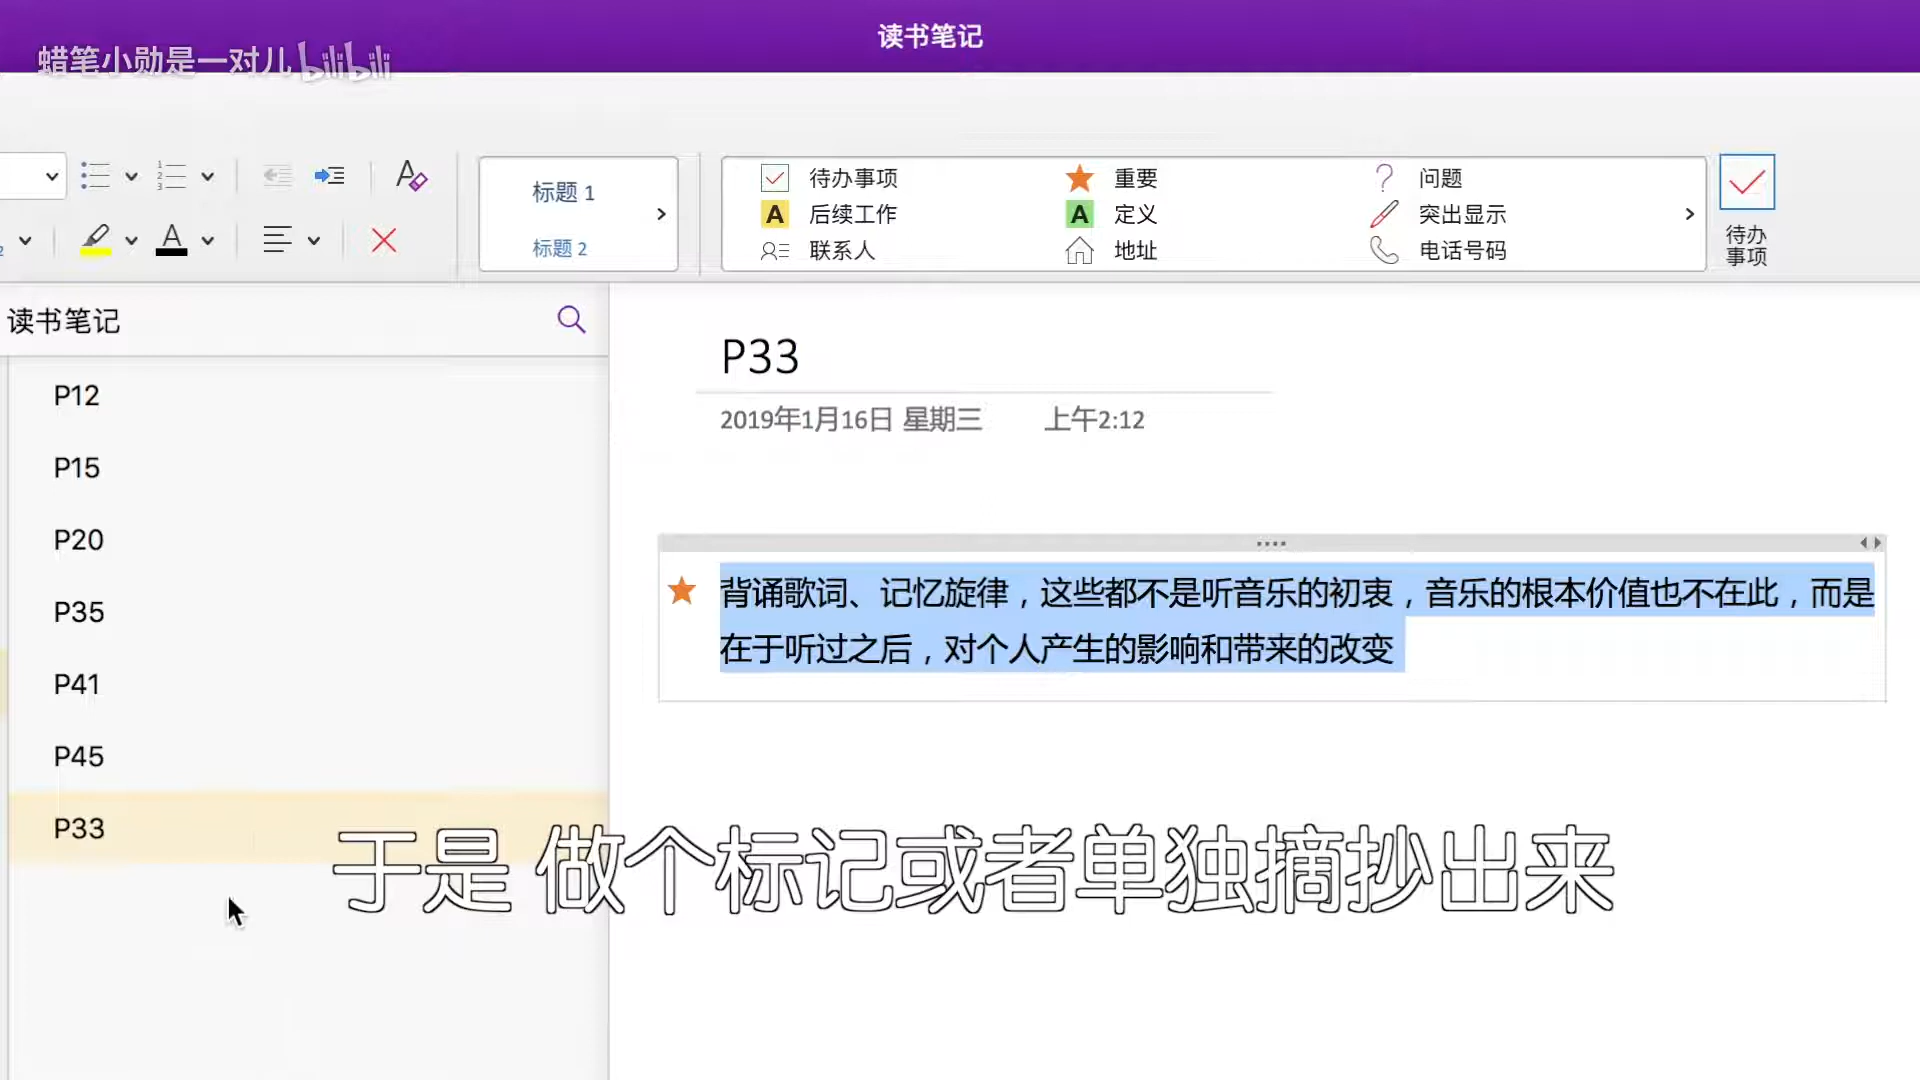 读书笔记
蜡笔小勋是一对儿 bilibili
标题 1
标题 2
待办事项
重要
问题
后续工作
定义
突出显示
联系人
地址
电话号码
待办
事项
读书笔记
P12
P15
P20
P35
P41
P45
P33
P33
2019年1月16日 星期三 上午2:12
背诵歌词、记忆旋律，这些都不是听音乐的初衷，音乐的根本价值也不在此，而是
在于听过之后，对个人产生的影响和带来的改变
于是 做个标记或者单独摘抄出来